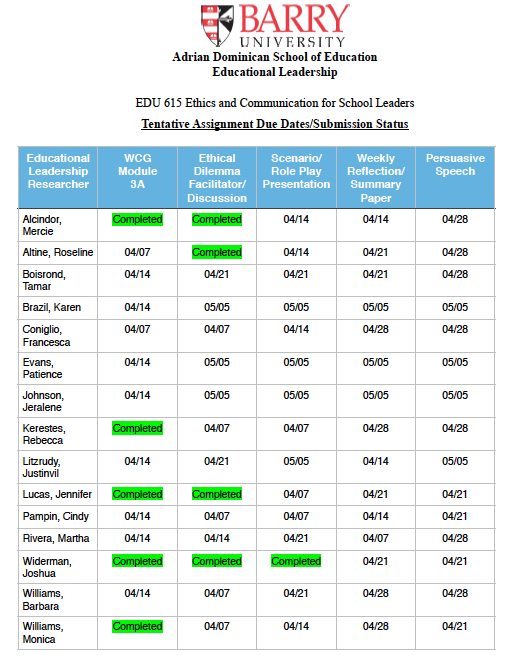 BARRY
UNIVERSITY
Adrian Dominican School of Education
Educational Leadership
EDU 615 Ethics and Communication for School Leaders
Tentative Assignment Due Dates/Submission Status
Educational Leadership Researcher WCG Module 3A Ethical Dilemma Facilitator/ Discussion Scenario/ Role Play Presentation Weekly Reflection/ Summary Paper Persuasive Speech
Alcindor, Mercie Completed Completed 04/14 04/14 04/28
Altine, Roseline 04/07 Completed 04/14 04/21 04/28
Boisrond, Tamar 04/14 04/21 04/21 04/21 04/28
Brazil, Karen 04/14 05/05 05/05 05/05 05/05
Coniglio, Francesca 04/07 04/07 04/14 04/28 04/28
Evans, Patience 04/14 05/05 05/05 05/05 05/05
Johnson, Jeralene 04/14 05/05 05/05 05/05 05/05
Kerestes, Rebecca Completed 04/07 04/07 04/28 04/28
Litzrudy, Justinvil 04/14 04/21 05/05 04/14 05/05
Lucas, Jennifer Completed Completed 04/07 04/21 04/21
Pampin, Cindy 04/14 04/07 04/07 04/14 04/21
Rivera, Martha 04/14 04/14 04/21 04/07 04/28
Widerman, Joshua Completed Completed Completed 04/21 04/21
Williams, Barbara 04/14 04/07 04/21 04/28 04/28
Williams, Monica Completed 04/07 04/14 04/28 04/21